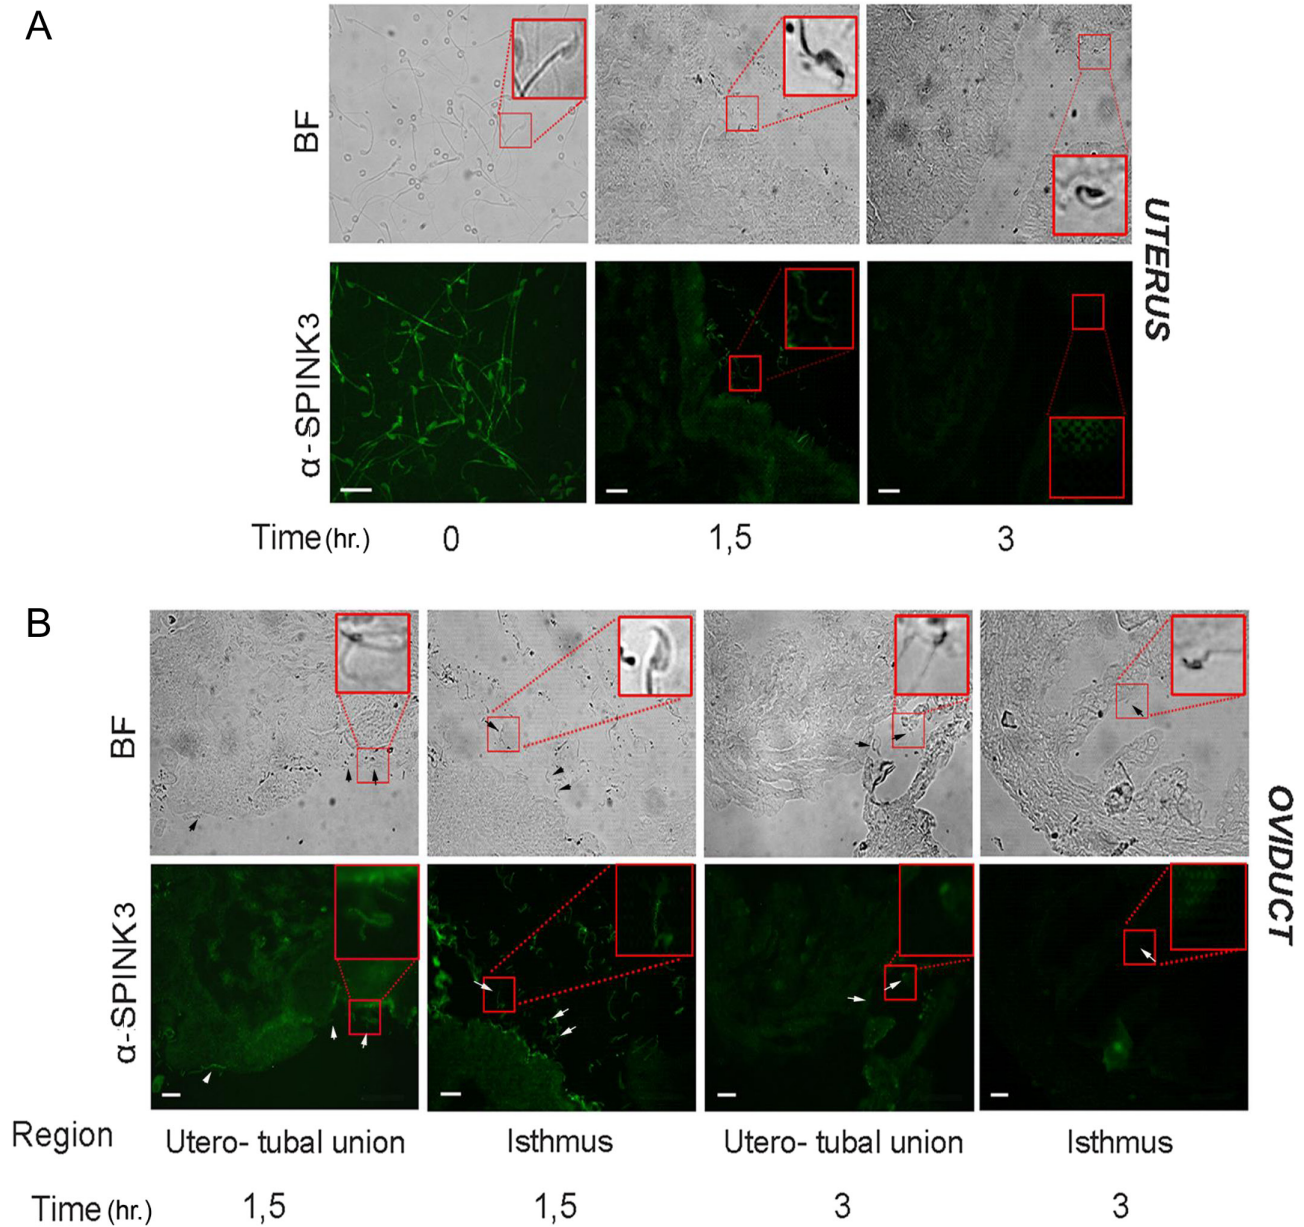 A
BF
α-SPINK3
UTERUS
Time (hr.) 0 1,5 3
B
BF
α-SPINK3
OVIDUCT
Region Utero- tubal union Isthmus Utero- tubal union Isthmus
Time (hr.) 1,5 1,5 3 3